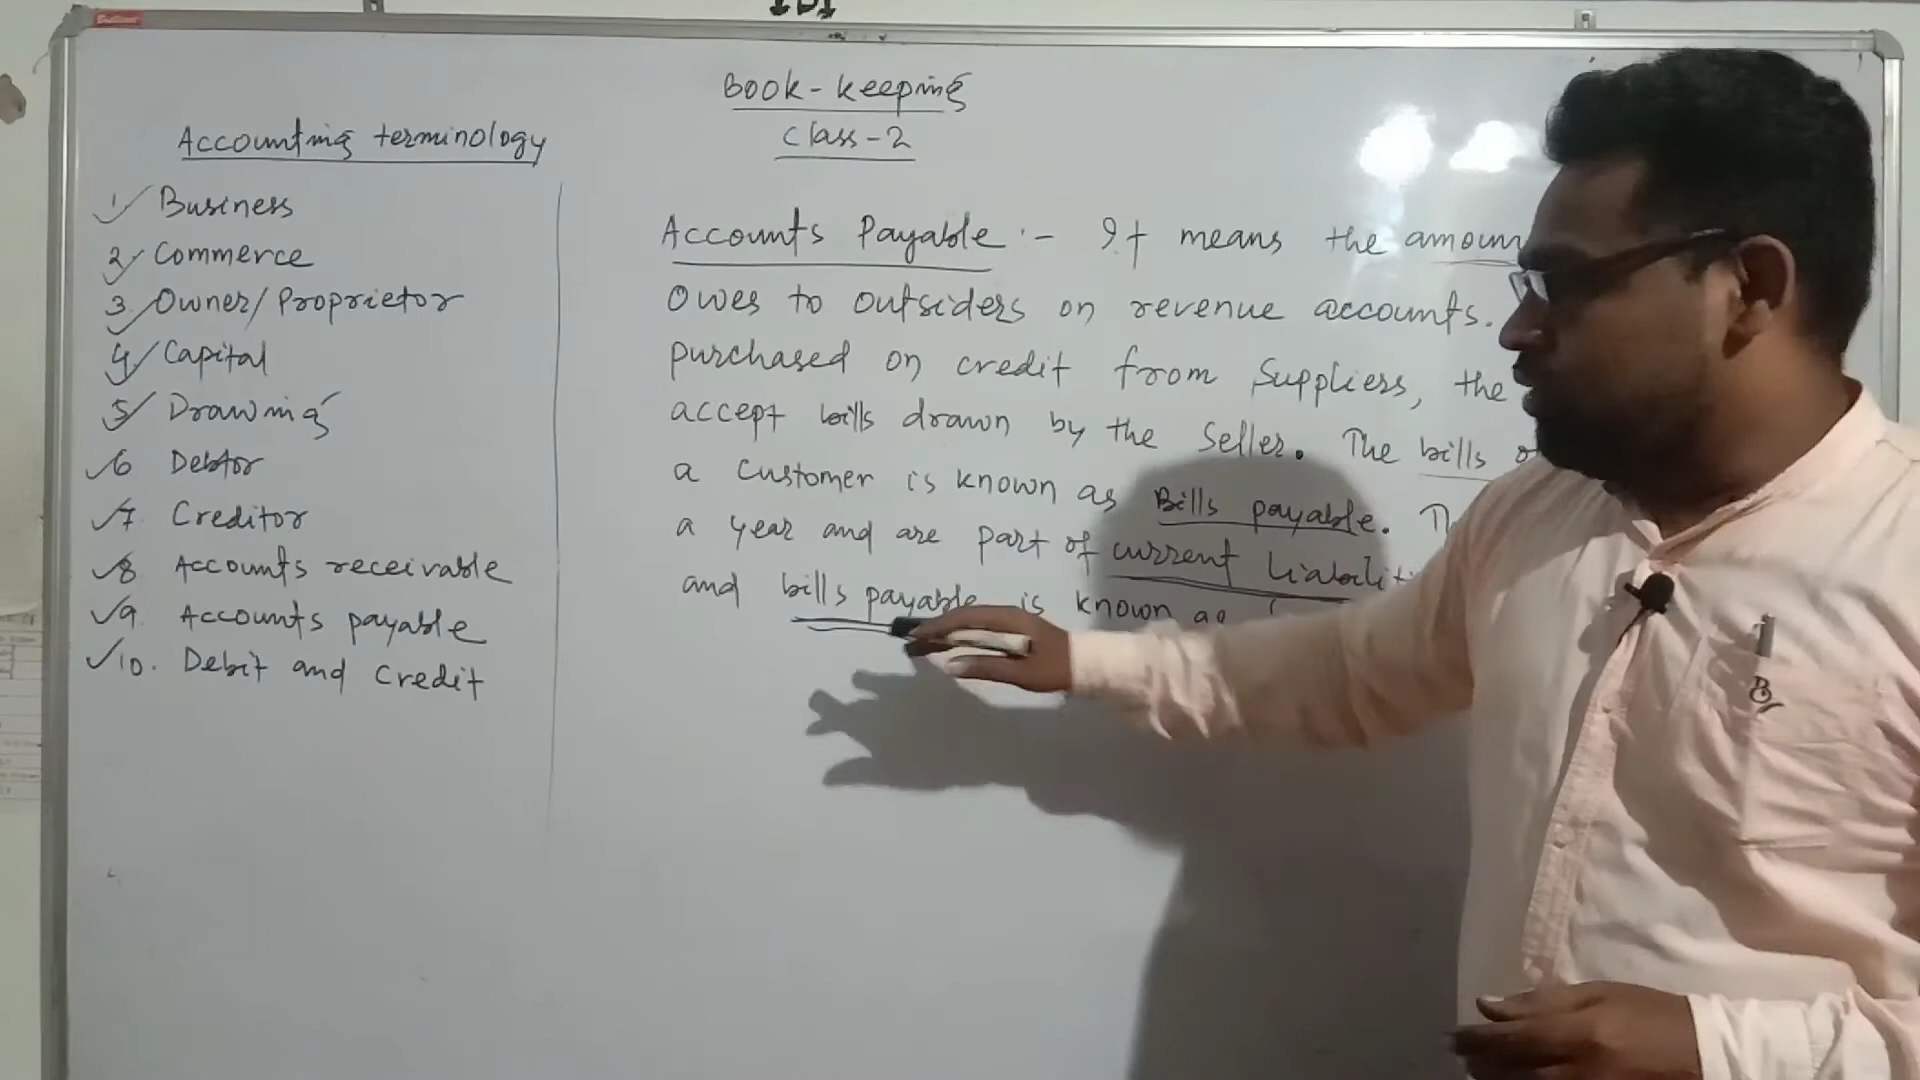 Book-keeping
Class-2
Accounting terminology
1 Business
2 Commerce
3 Owner/Proprietor
4 Capital
5 Drawing
6 Debtor
7. Creditor
8 Accounts receivable
9. Accounts payable
10. Debit and credit
Accounts Payable :- It means the
owes to outsiders on revenue accounts.
purchased on credit from Suppliers, the
accept bills drawn by the Seller. The bills
a customer is known as Bills payable.
a year and are part of current
and bills payable is known as